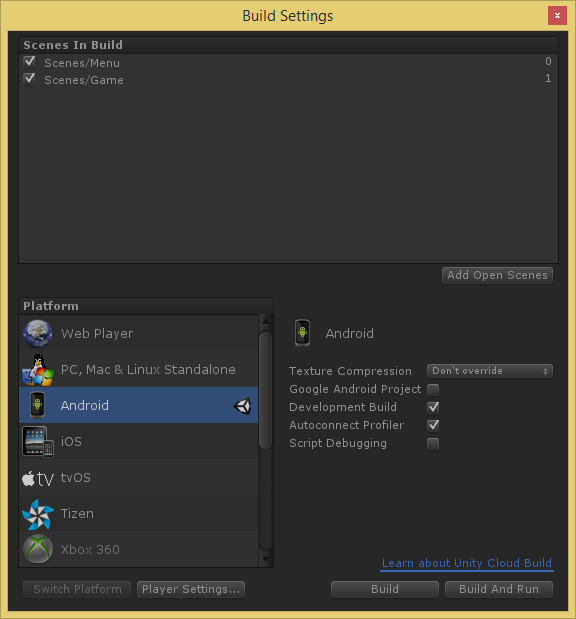 Build Settings
x
Scenes In Build
Scenes/Menu 0
Scenes/Game 1
Add Open Scenes
Platform
Web Player
PC, Mac & Linux Standalone
Android
iOS
tv tvOS
Tizen
Xbox 360
Android
Texture Compression Don't override
Google Android Project
Development Build
Autoconnect Profiler
Script Debugging
Learn about Unity Cloud Build
Switch Platform Player Settings... Build Build And Run